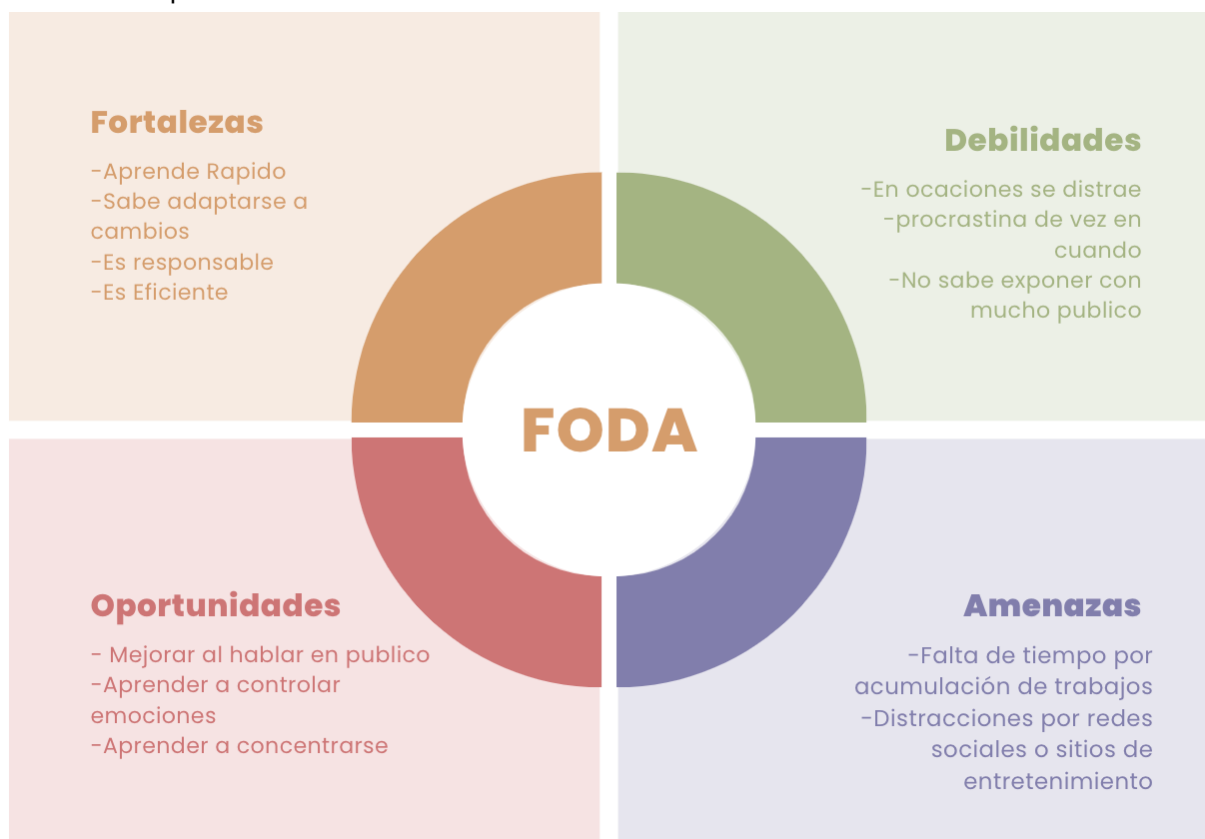 Fortalezas
-Aprende Rapido
-Sabe adaptarse a
cambios
-Es responsable
-Es Eficiente
Debilidades
-En ocaciones se distrae
-procrastina de vez en
cuando
-No sabe exponer con
mucho publico
FODA
Oportunidades
- Mejorar al hablar en publico
-Aprender a controlar
emociones
-Aprender a concentrarse
Amenazas
-Falta de tiempo por
acumulación de trabajos
-Distracciones por redes
sociales o sitios de
entretenimiento